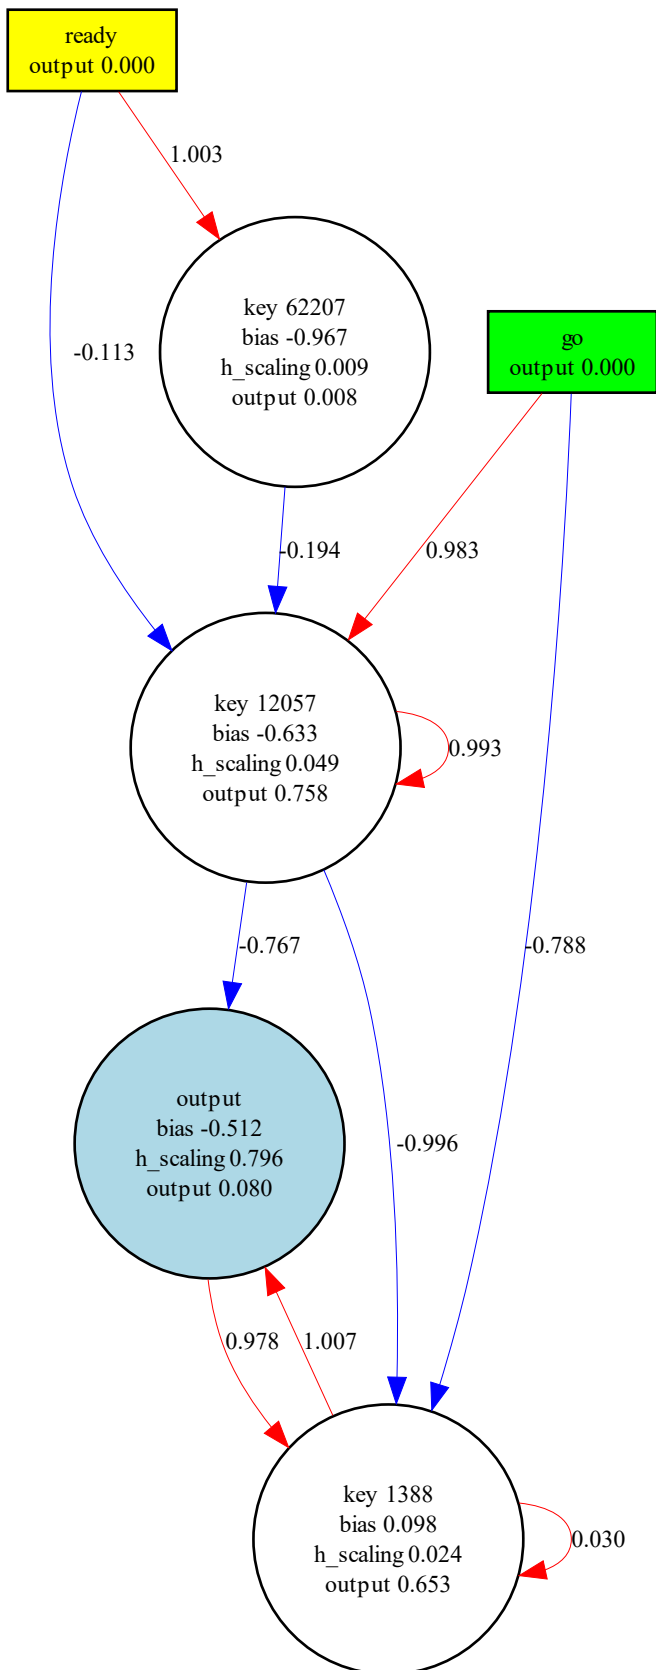 ready
output 0.000
1.003
key 62207
bias -0.967
h_scaling 0.009
output 0.008
go
output 0.000
-0.113
-0.194
0.983
key 12057
bias -0.633
h_scaling 0.049
output 0.758
0.993
-0.767
-0.788
output
bias -0.512
h_scaling 0.796
output 0.080
-0.996
0.978
1.007
key 1388
bias 0.098
h_scaling 0.024
output 0.653
0.030